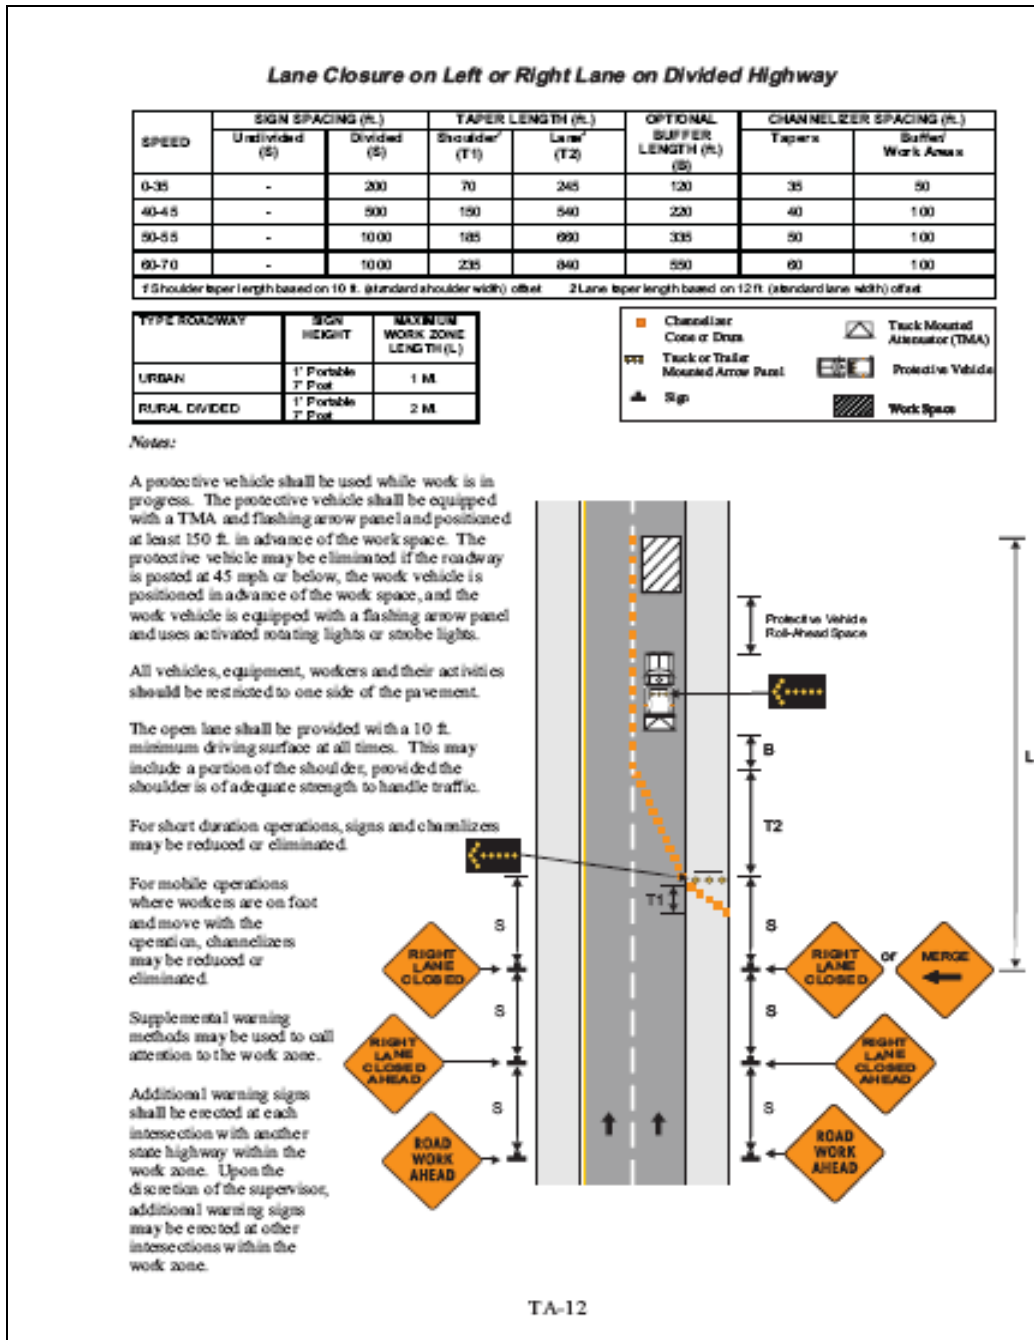 Lane Closure on Left or Right Lane on Divided Highway
SPEED
SIGN SPACING (ft.)
TAPER LENGTH (ft.)
OPTIONAL BUFFER LENGTH (ft.) (B)
CHANNELIZER SPACING (ft.)
Undivided (S)
Divided (S)
Shoulder¹ (T1)
Lane² (T2)
Tapers
Buffer/ Work Areas
0-35 - 200 70 245 120 35 50
40-45 - 500 150 540 220 40 100
50-55 - 1000 185 660 335 50 100
60-70 - 1000 235 840 550 60 100
1 Shoulder taper length based on 10 ft. (standard shoulder width) offset 2 Lane taper length based on 12 ft. (standard lane width) offset
TYPE ROADWAY
SIGN HEIGHT
MAXIMUM WORK ZONE LENGTH (L)
URBAN
1' Portable
7' Post
1 MI.
RURAL DIVIDED
1' Portable
7' Post
2 MI.
Channelizer
Cone or Drum
Truck or Trailer
Mounted Arrow Panel
Sign
Truck Mounted
Attenuator (TMA)
Protective Vehicle
Work Space
Notes:
A protective vehicle shall be used while work is in
progress. The protective vehicle shall be equipped
with a TMA and flashing arrow panel and positioned
at least 150 ft. in advance of the work space. The
protective vehicle may be eliminated if the roadway
is posted at 45 mph or below, the work vehicle is
positioned in advance of the work space, and the
work vehicle is equipped with a flashing arrow panel
and uses activated rotating lights or strobe lights.
All vehicles, equipment, workers and their activities
should be restricted to one side of the pavement.
The open lane shall be provided with a 10 ft.
minimum driving surface at all times. This may
include a portion of the shoulder, provided the
shoulder is of adequate strength to handle traffic.
For short duration operations, signs and channlizers
may be reduced or eliminated.
For mobile operations
where workers are on foot
and move with the
operation, channelizers
may be reduced or
eliminated.
Supplemental warning
methods may be used to call
attention to the work zone.
Additional warning signs
shall be erected at each
intersection with another
state highway within the
work zone. Upon the
discretion of the supervisor,
additional warning signs
may be erected at other
intersections within the
work zone.
Protective Vehicle
Roll-Ahead Space
L
B
T2
T1
S
S
RIGHT
LANE
CLOSED
RIGHT
LANE
CLOSED
or
MERGE
S
S
RIGHT
LANE
CLOSED
AHEAD
RIGHT
LANE
CLOSED
AHEAD
S
S
ROAD
WORK
AHEAD
ROAD
WORK
AHEAD
TA-12